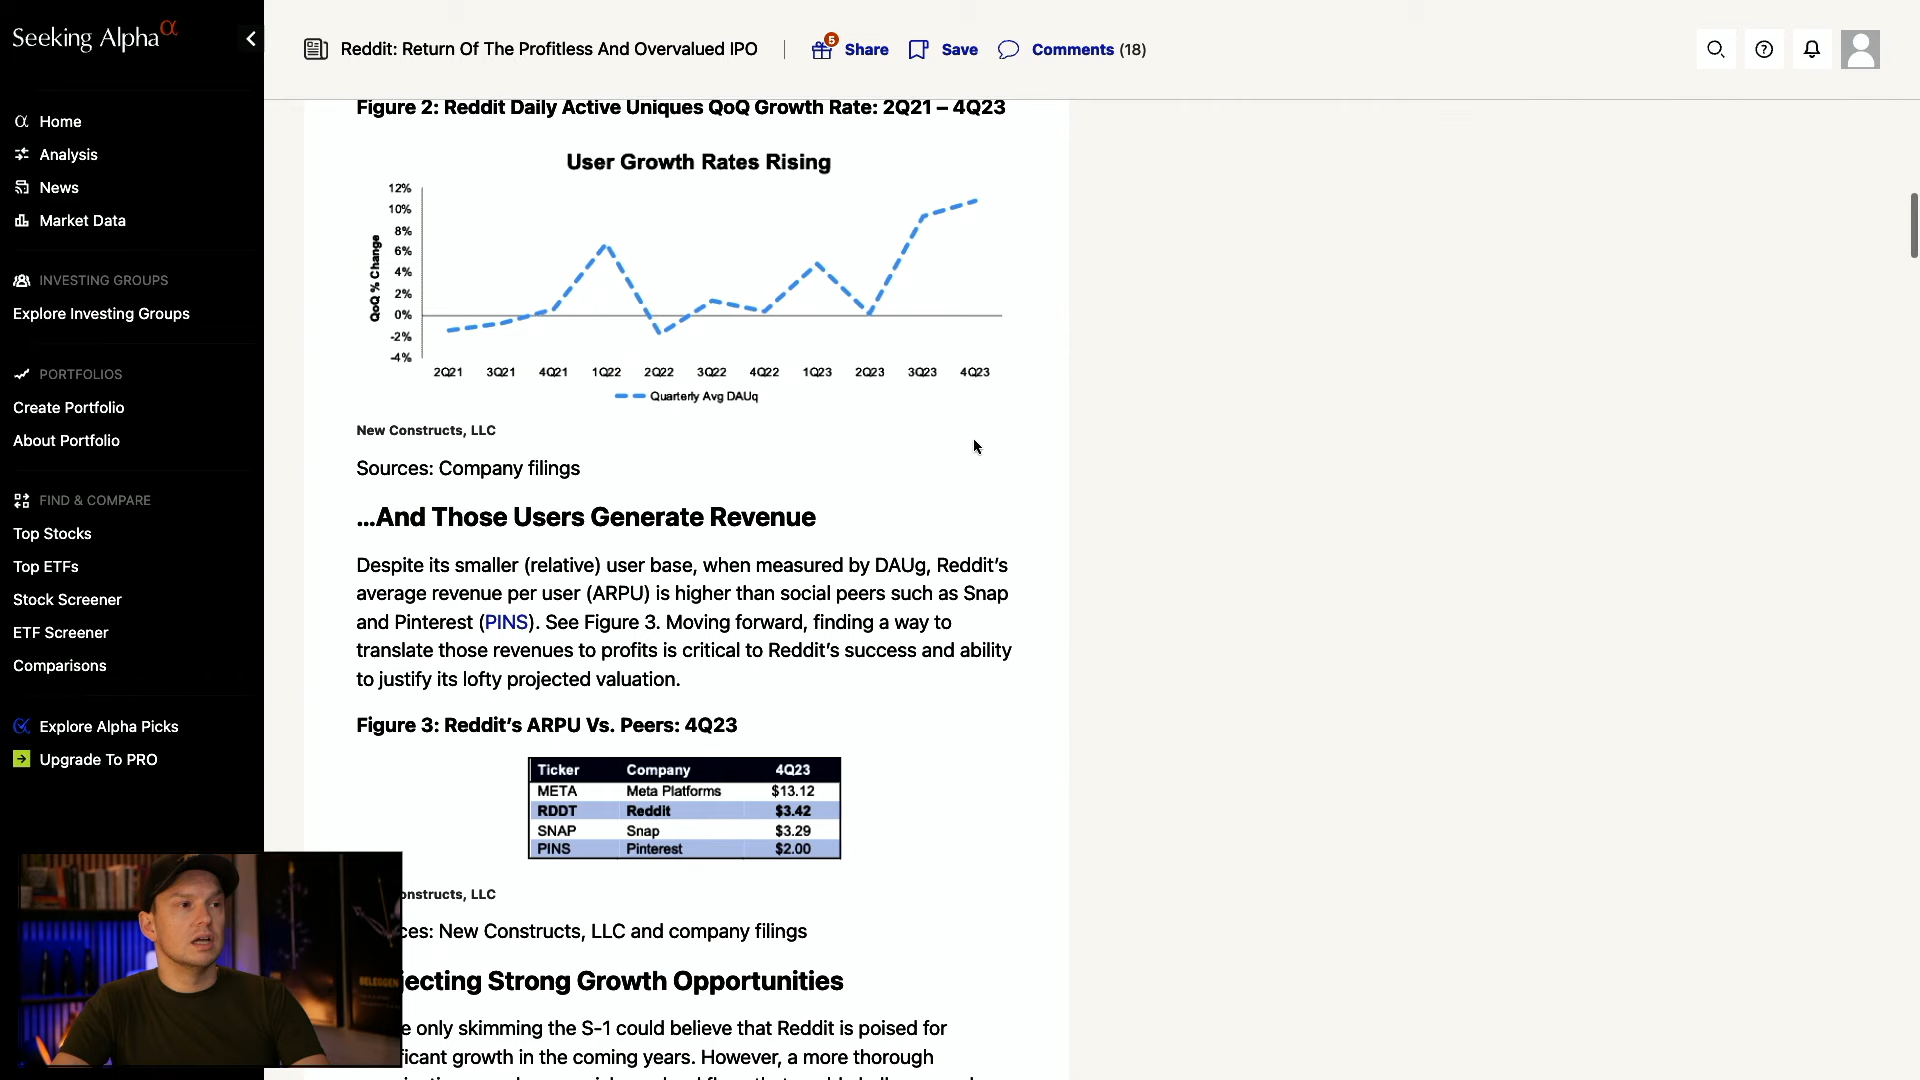 Seeking Alpha α
Reddit: Return Of The Profitless And Overvalued IPO
5
Share
Save
Comments (18)
Home
Analysis
News
Market Data
INVESTING GROUPS
Explore Investing Groups
PORTFOLIOS
Create Portfolio
About Portfolio
FIND & COMPARE
Top Stocks
Top ETFs
Stock Screener
ETF Screener
Comparisons
Explore Alpha Picks
Upgrade To PRO
Figure 2: Reddit Daily Active Uniques QoQ Growth Rate: 2Q21 – 4Q23
User Growth Rates Rising
QoQ % Change
12%
10%
8%
6%
4%
2%
0%
-2%
-4%
2Q21 3Q21 4Q21 1Q22 2Q22 3Q22 4Q22 1Q23 2Q23 3Q23 4Q23
Quarterly Avg DAUq
New Constructs, LLC
Sources: Company filings
...And Those Users Generate Revenue
Despite its smaller (relative) user base, when measured by DAUg, Reddit's
average revenue per user (ARPU) is higher than social peers such as Snap
and Pinterest (PINS). See Figure 3. Moving forward, finding a way to
translate those revenues to profits is critical to Reddit's success and ability
to justify its lofty projected valuation.
Figure 3: Reddit's ARPU Vs. Peers: 4Q23
Ticker Company 4Q23
META Meta Platforms $13.12
RDDT Reddit $3.42
SNAP Snap $3.29
PINS Pinterest $2.00
onstructs, LLC
ces: New Constructs, LLC and company filings
jecting Strong Growth Opportunities
e only skimming the S-1 could believe that Reddit is poised for
ficant growth in the coming years. However, a more thorough
BELEGGEN